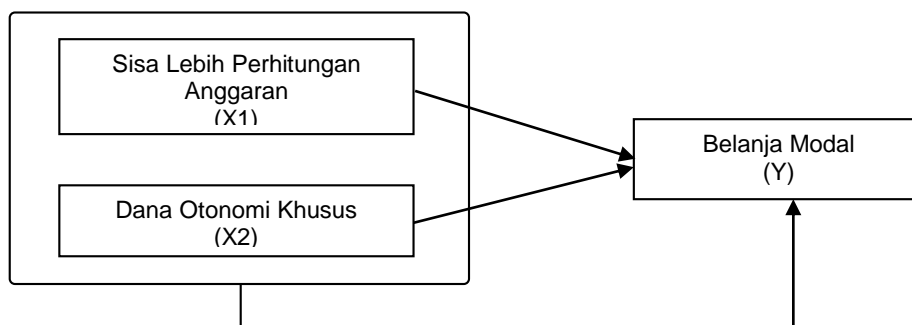 Sisa Lebih Perhitungan
Anggaran
(X1)
Belanja Modal
(Y)
Dana Otonomi Khusus
(X2)